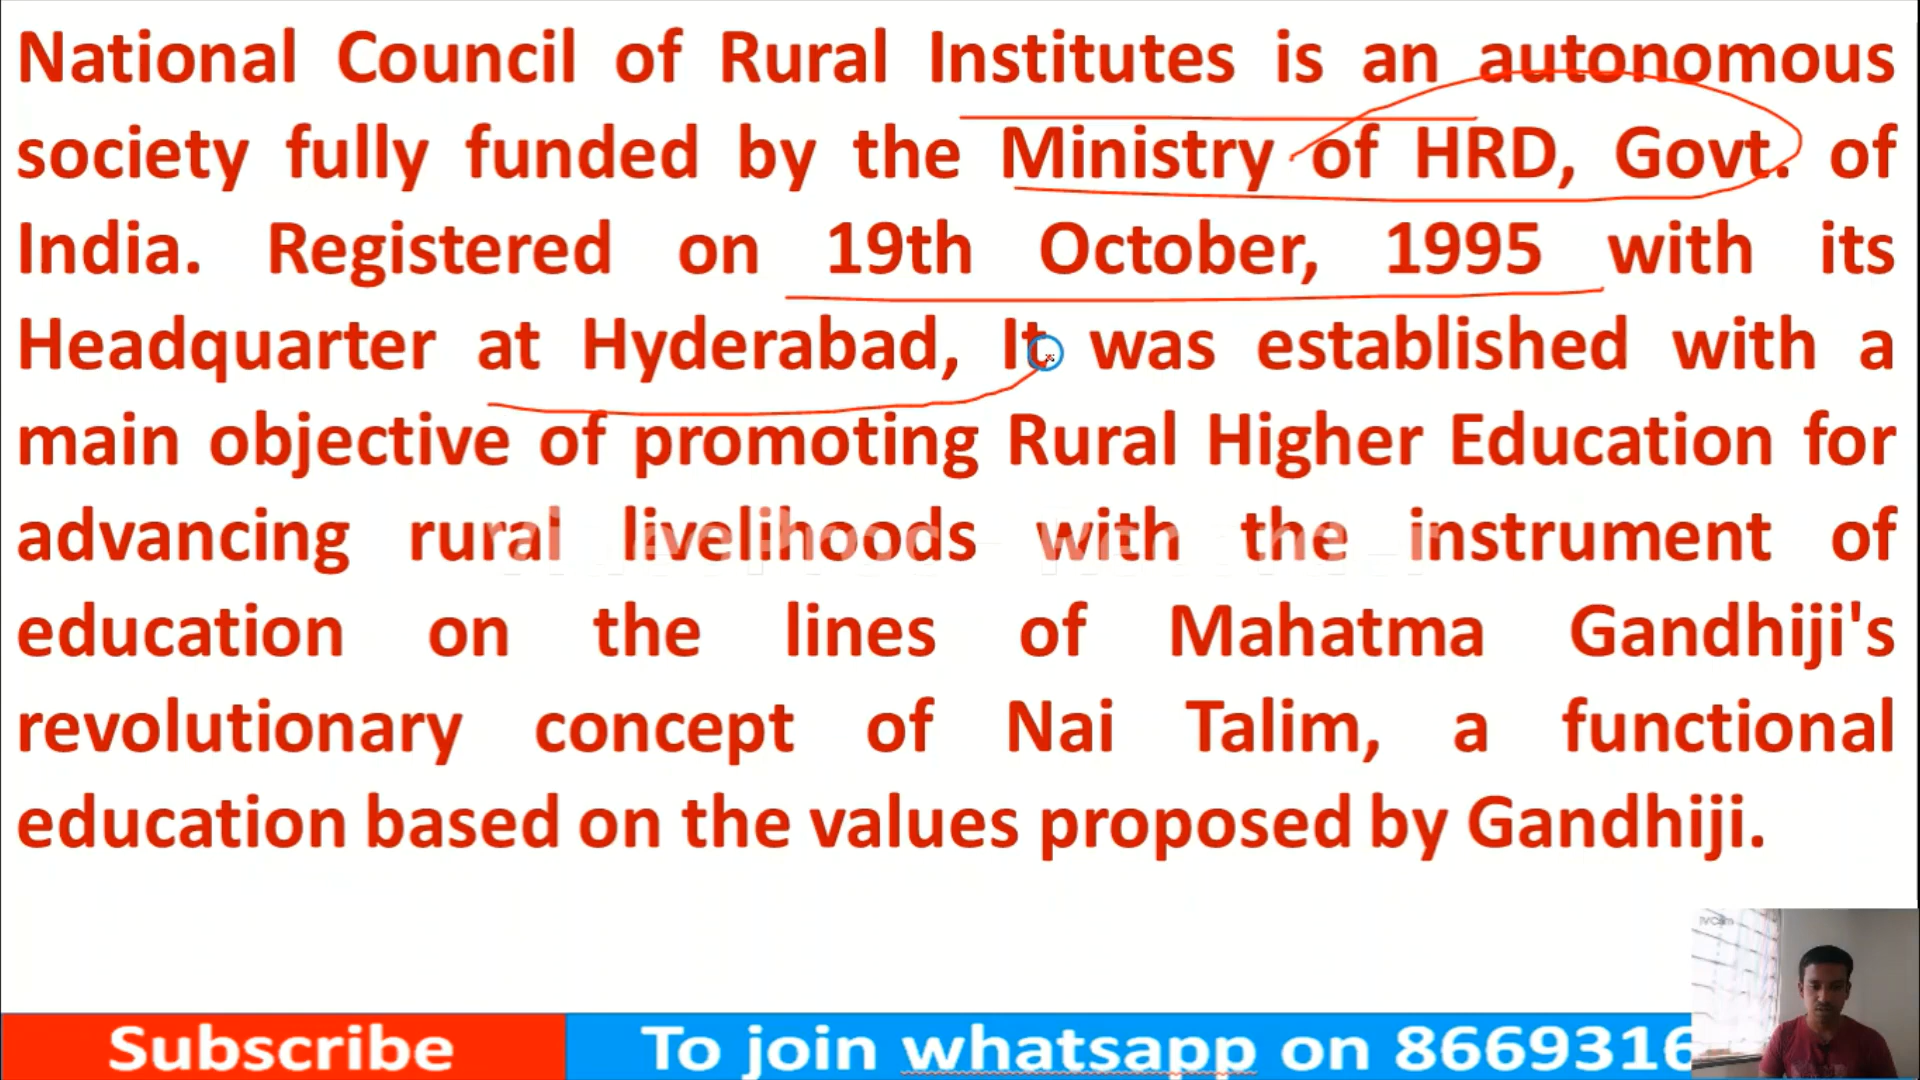 National Council of Rural Institutes is an autonomous
society fully funded by the Ministry of HRD, Govt. of
India. Registered on 19th October, 1995 with its
Headquarter at Hyderabad, It was established with a
main objective of promoting Rural Higher Education for
advancing rural livelihoods with the instrument of
education on the lines of Mahatma Gandhiji's
revolutionary concept of Nai Talim, a functional
education based on the values proposed by Gandhiji.
Subscribe
To join whatsapp on 8669316